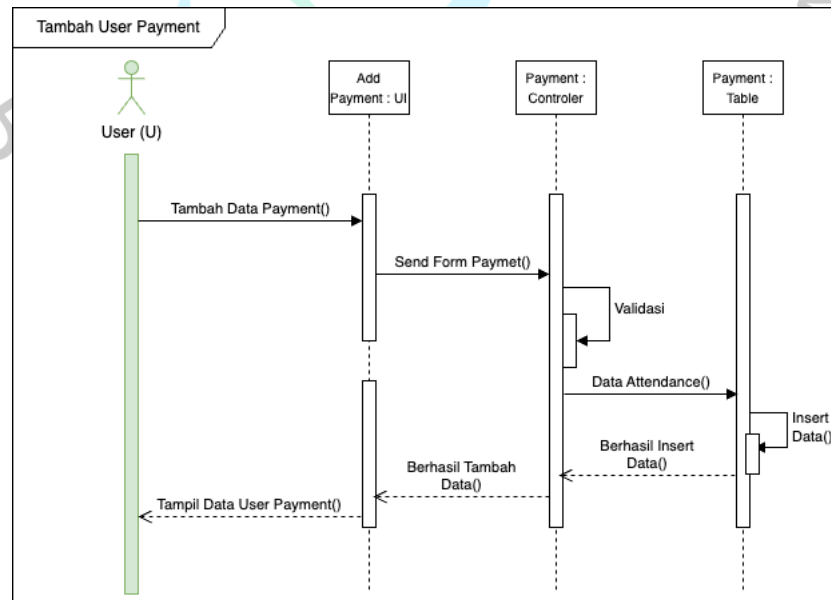 Tambah User Payment
User (U)
Add
Payment : UI
Payment :
Controler
Payment :
Table
Tambah Data Payment()
Send Form Paymet()
Validasi
Data Attendance()
Insert
Data()
Berhasil Insert
Data()
Berhasil Tambah
Data()
Tampil Data User Payment()